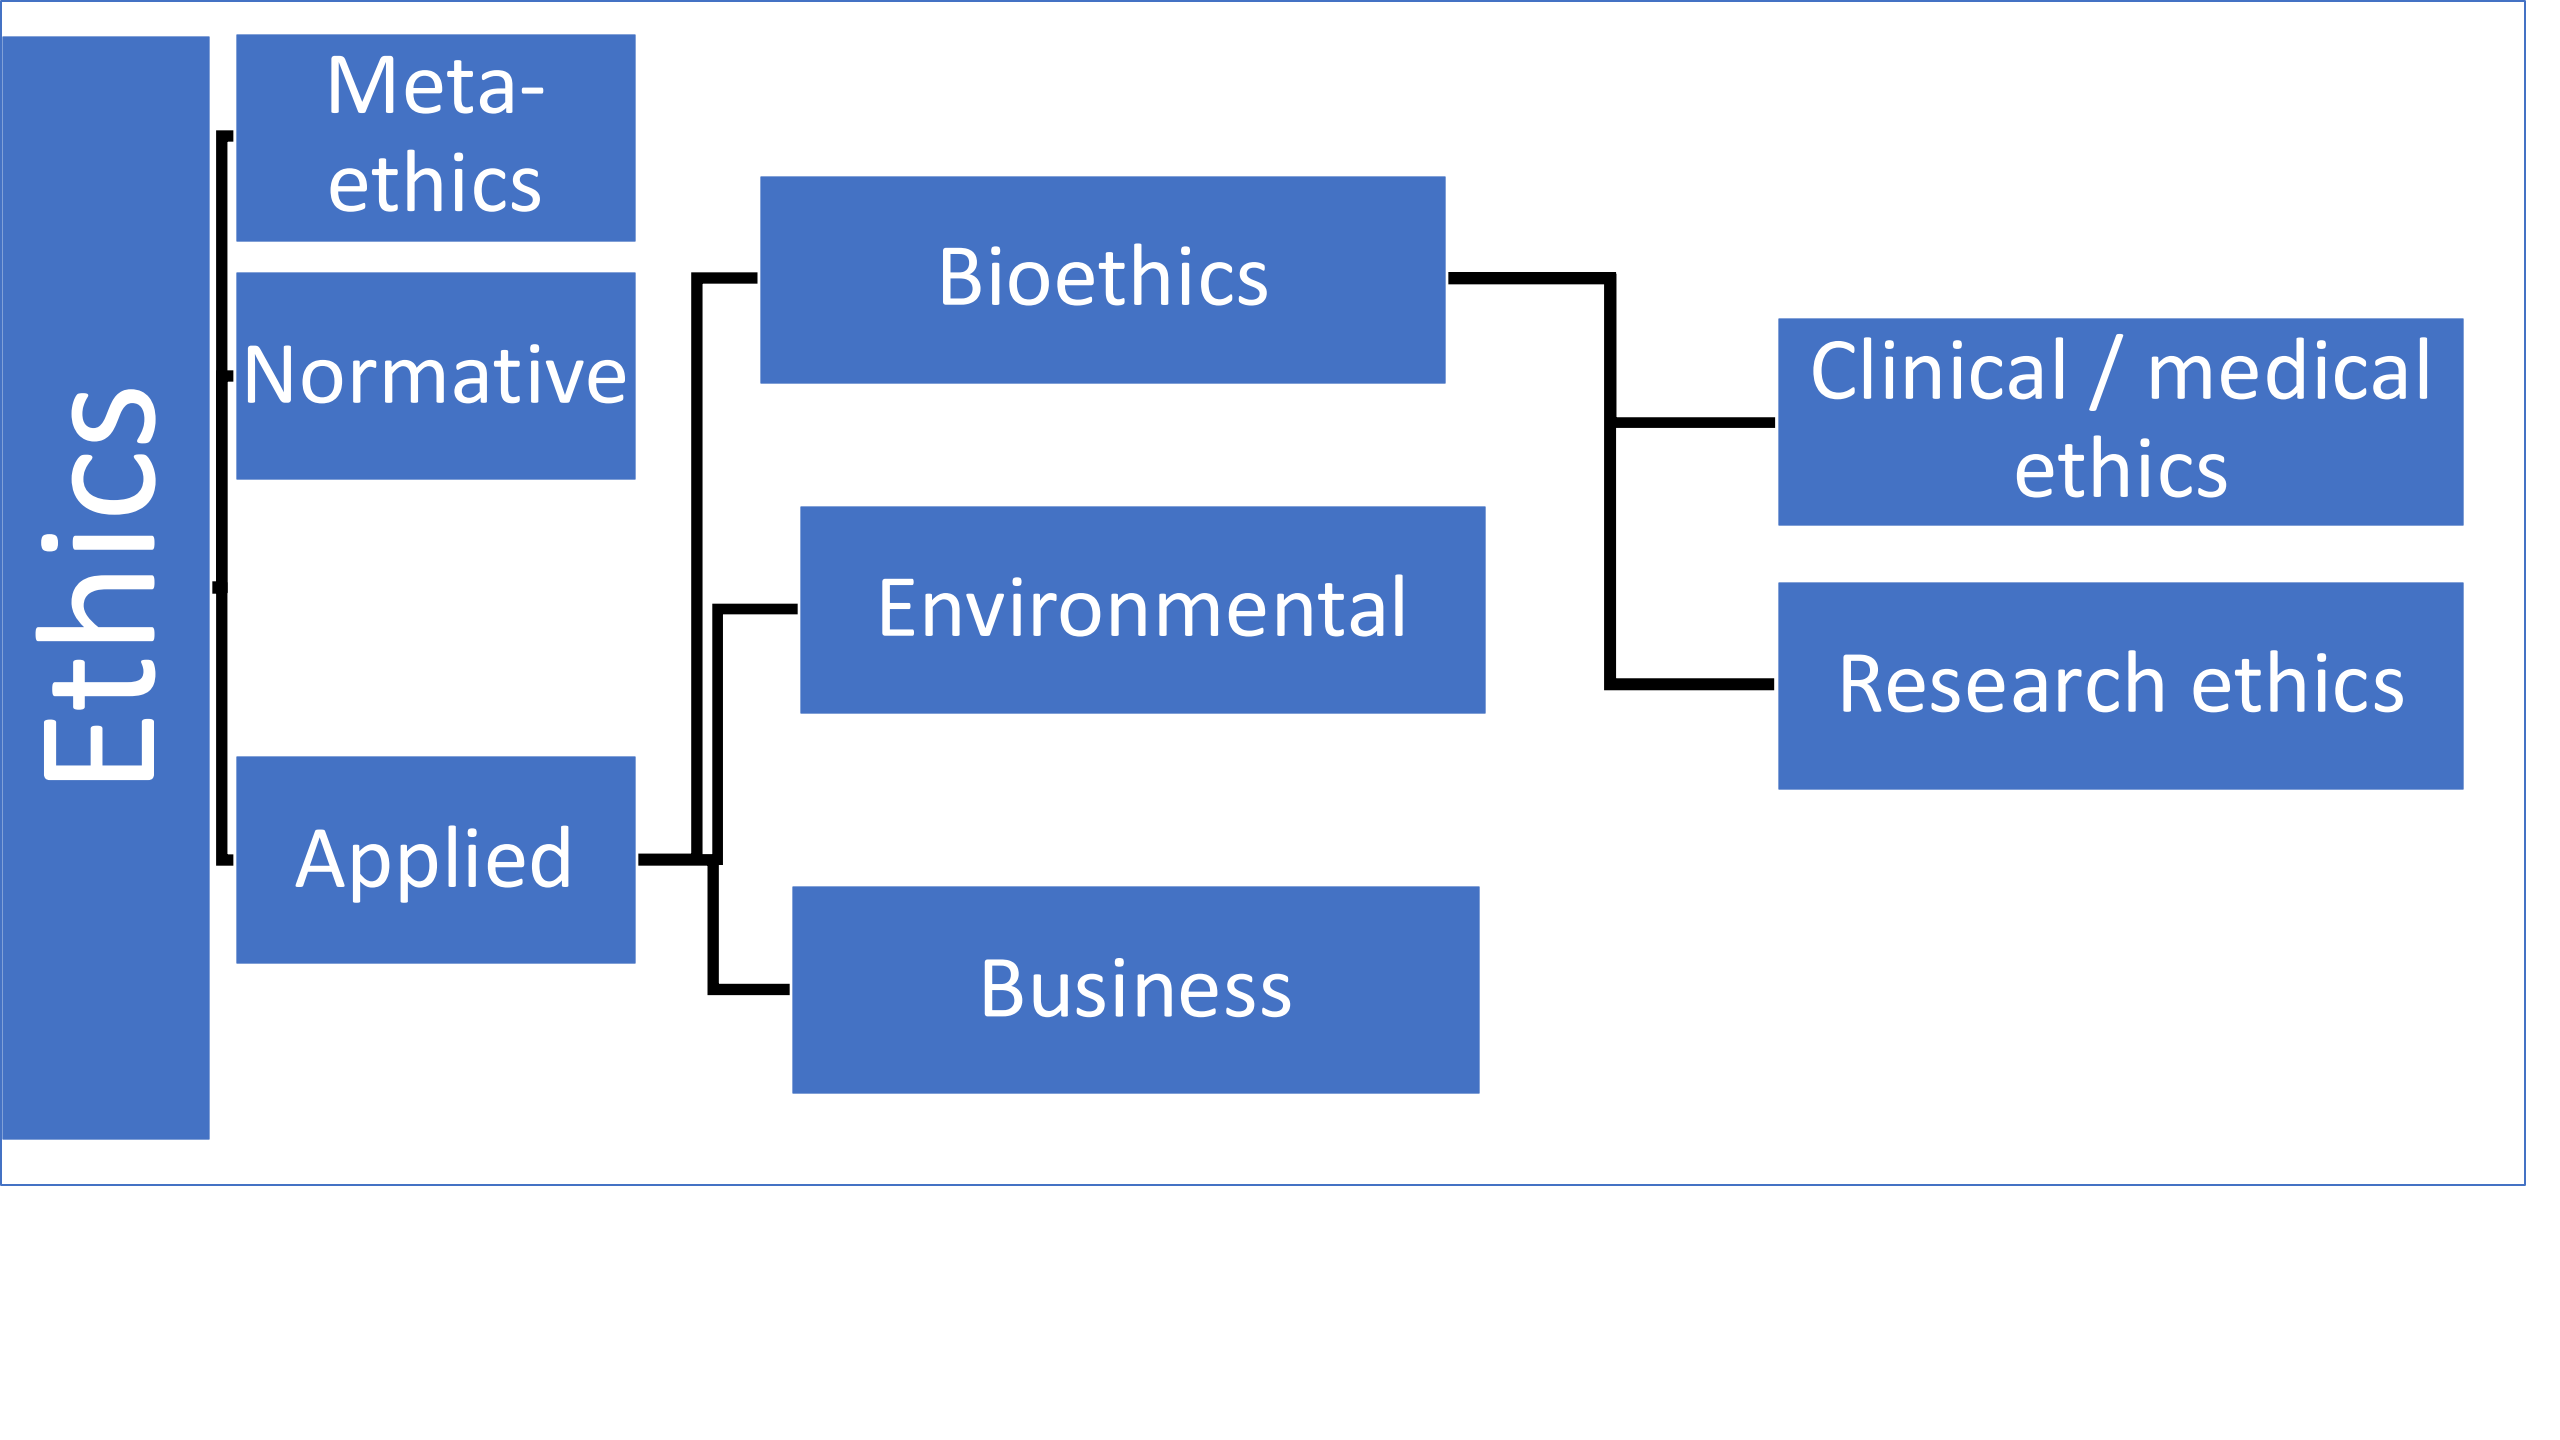 Ethics
Meta-
ethics
Normative
Applied
Bioethics
Environmental
Business
Clinical / medical
ethics
Research ethics